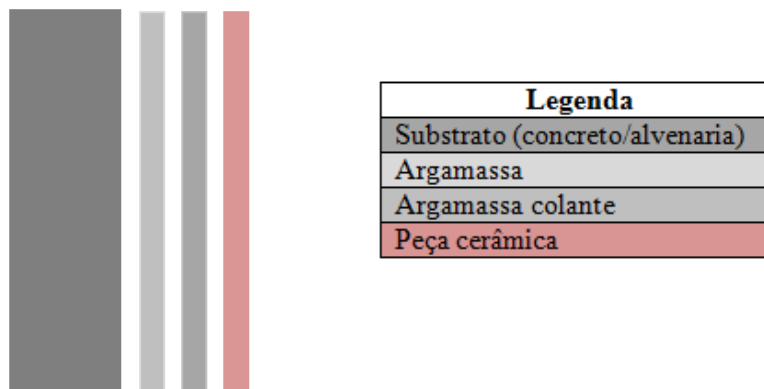 Legenda
Substrato (concreto/alvenaria)
Argamassa
Argamassa colante
Peça cerâmica